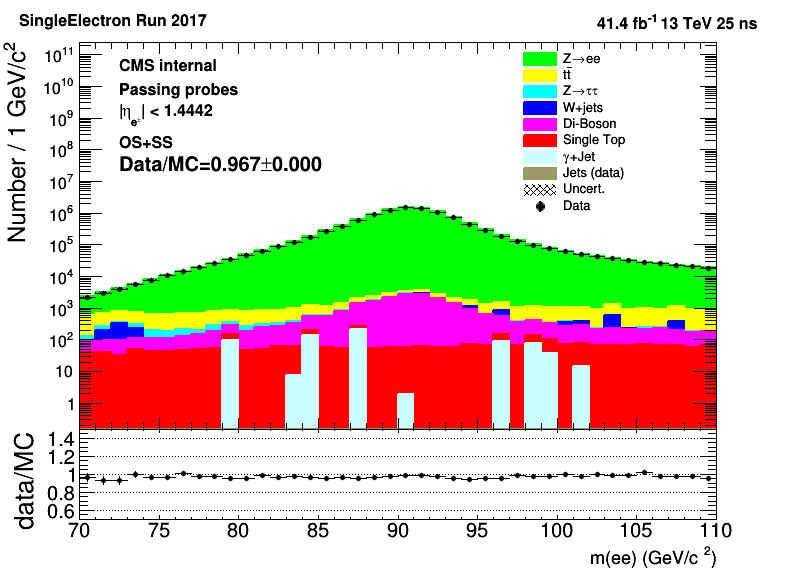 SingleElectron Run 2017
41.4 fb⁻¹ 13 TeV 25 ns
Number / 1 GeV/c²
10¹¹
10¹⁰
10⁹
10⁸
10⁷
10⁶
10⁵
10⁴
10³
10²
10
1
CMS internal
Passing probes
|η_e±| < 1.4442
OS+SS
Data/MC=0.967±0.000
Z→ee
tt̄
Z→ττ
W+jets
Di-Boson
Single Top
γ+Jet
Jets (data)
Uncert.
Data
data/MC
1.4
1.2
1
0.8
0.6
70 75 80 85 90 95 100 105 110
m(ee) (GeV/c ²)